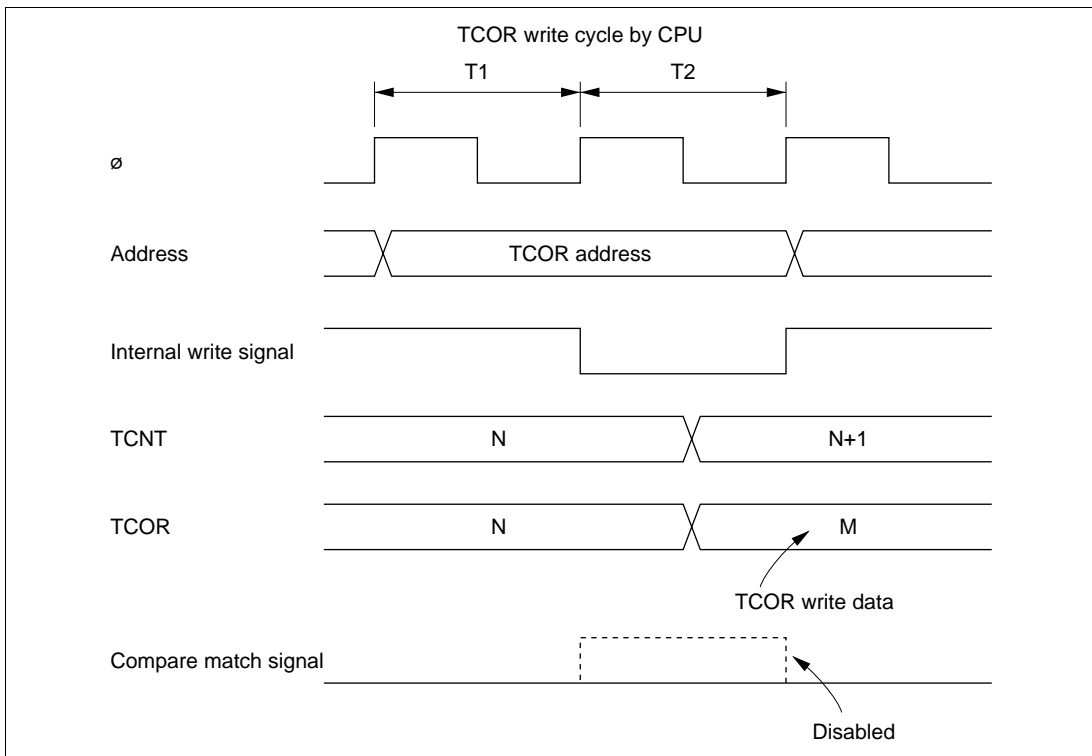 TCOR write cycle by CPU
T1 T2
ø
Address TCOR address
Internal write signal
TCNT N N+1
TCOR N M
TCOR write data
Compare match signal
Disabled